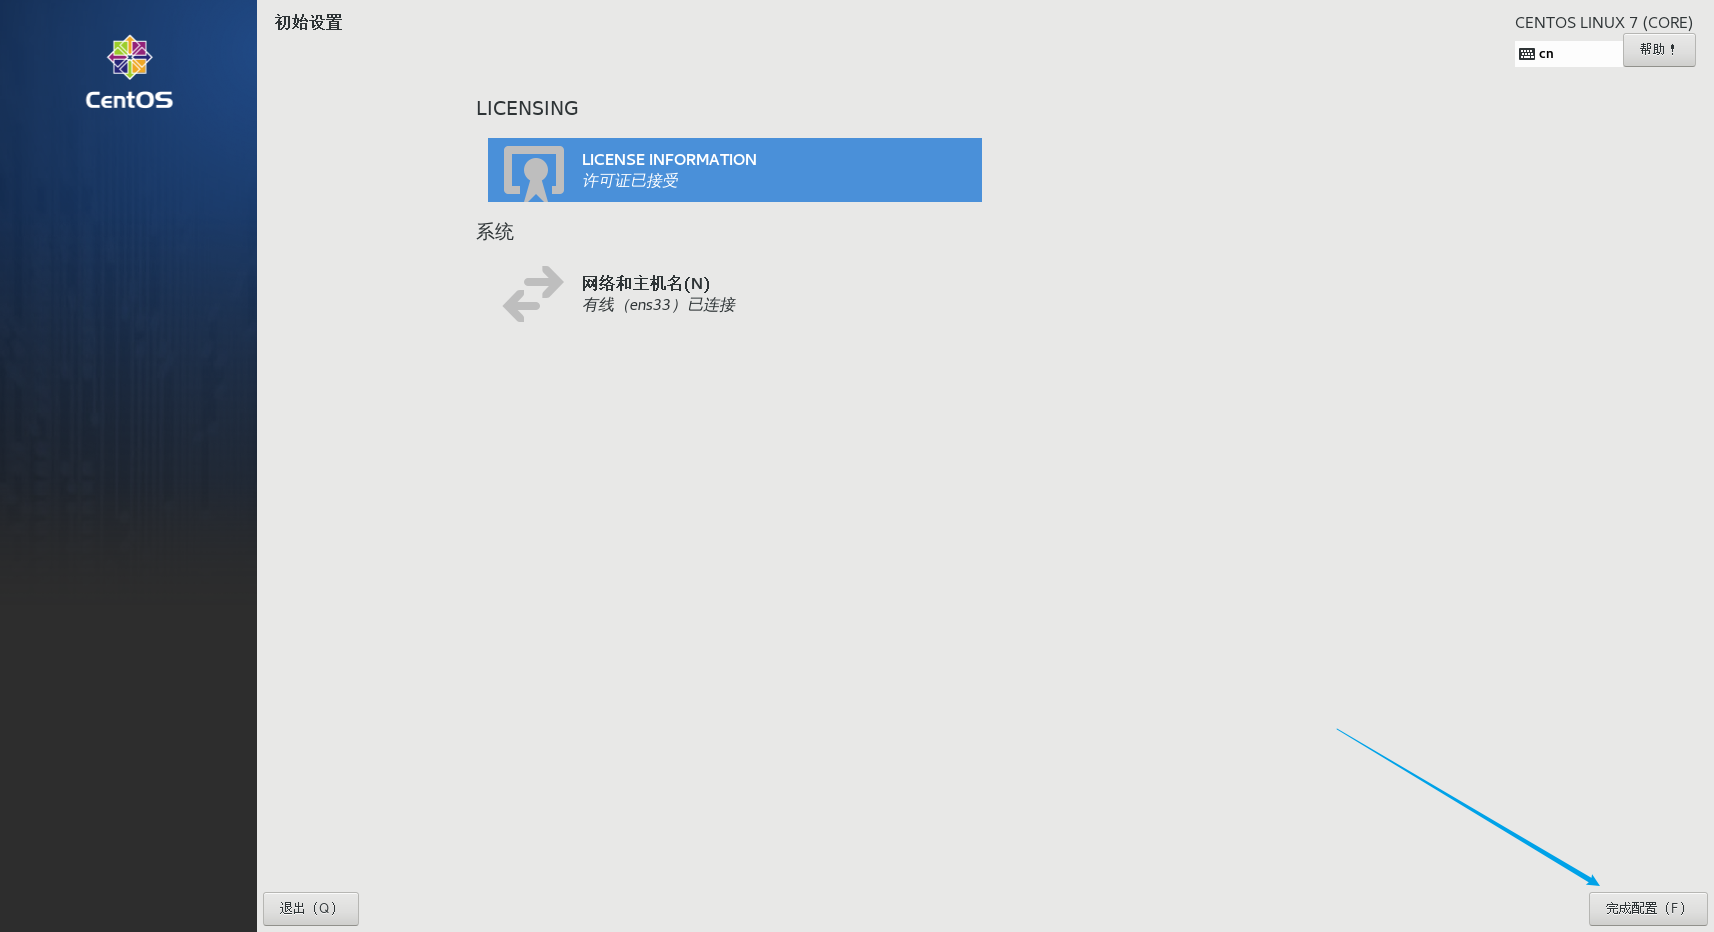 CentOS
初始设置
CENTOS LINUX 7 (CORE)
cn
帮助！
LICENSING
LICENSE INFORMATION
许可证已接受
系统
网络和主机名(N)
有线（ens33）已连接
退出（Q）
完成配置（F）